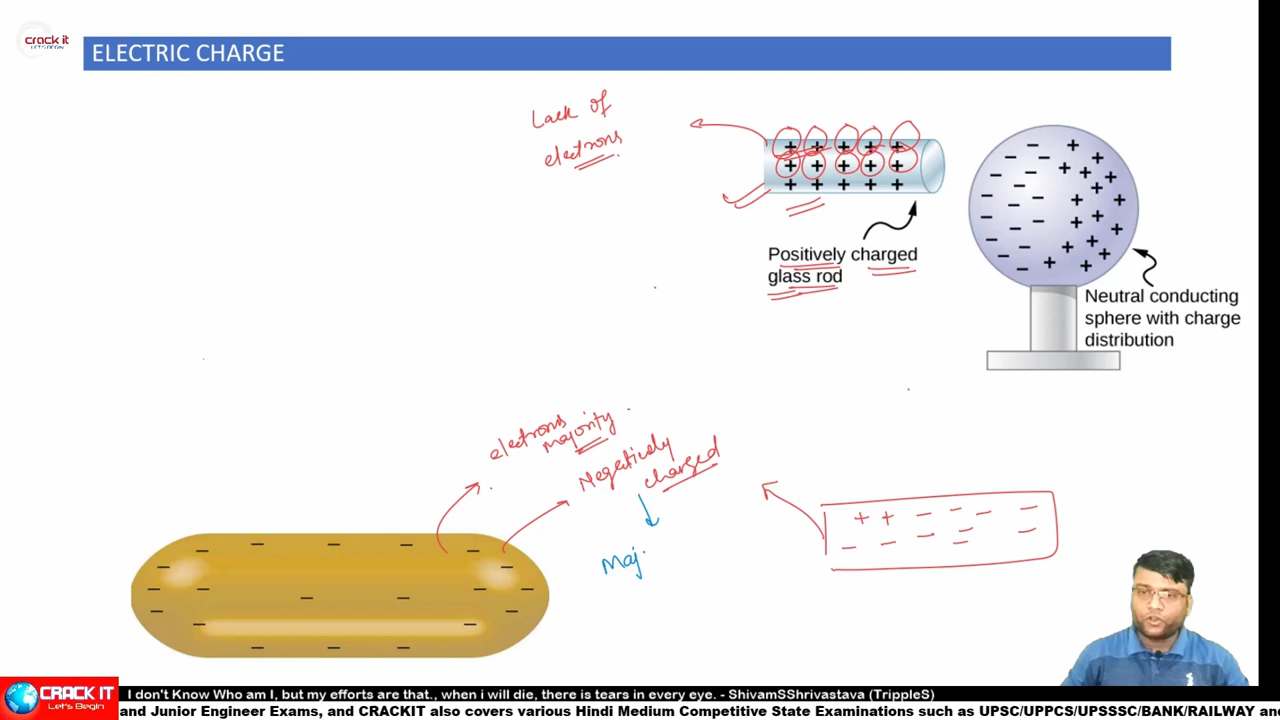 crack it
LET'S BEGIN
ELECTRIC CHARGE
Lack of
electrons
+ + + + +
+ + + + +
+ + + + +
Positively charged
glass rod
Neutral conducting
sphere with charge
distribution
electrons
majority
Negetively
charged
Maj.
+ + − − − −
− − − − −
CRACK IT
Let's Begin
I don't Know Who am I, but my efforts are that., when i will die, there is tears in every eye. - ShivamSShrivastava (TrippleS)
and Junior Engineer Exams, and CRACKIT also covers various Hindi Medium Competitive State Examinations such as UPSC/UPPCS/UPSSSC/BANK/RAILWAY and